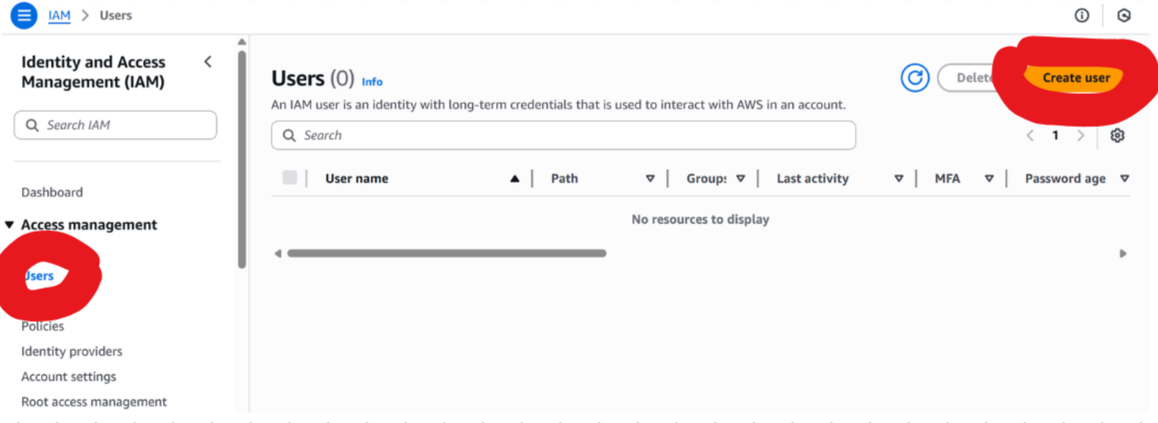 IAM > Users
Identity and Access
Management (IAM)
Search IAM
Dashboard
Access management
Users
Policies
Identity providers
Account settings
Root access management
Users (0) Info
Create user
An IAM user is an identity with long-term credentials that is used to interact with AWS in an account.
Search
1
User name Path Last activity MFA Password age
No resources to display